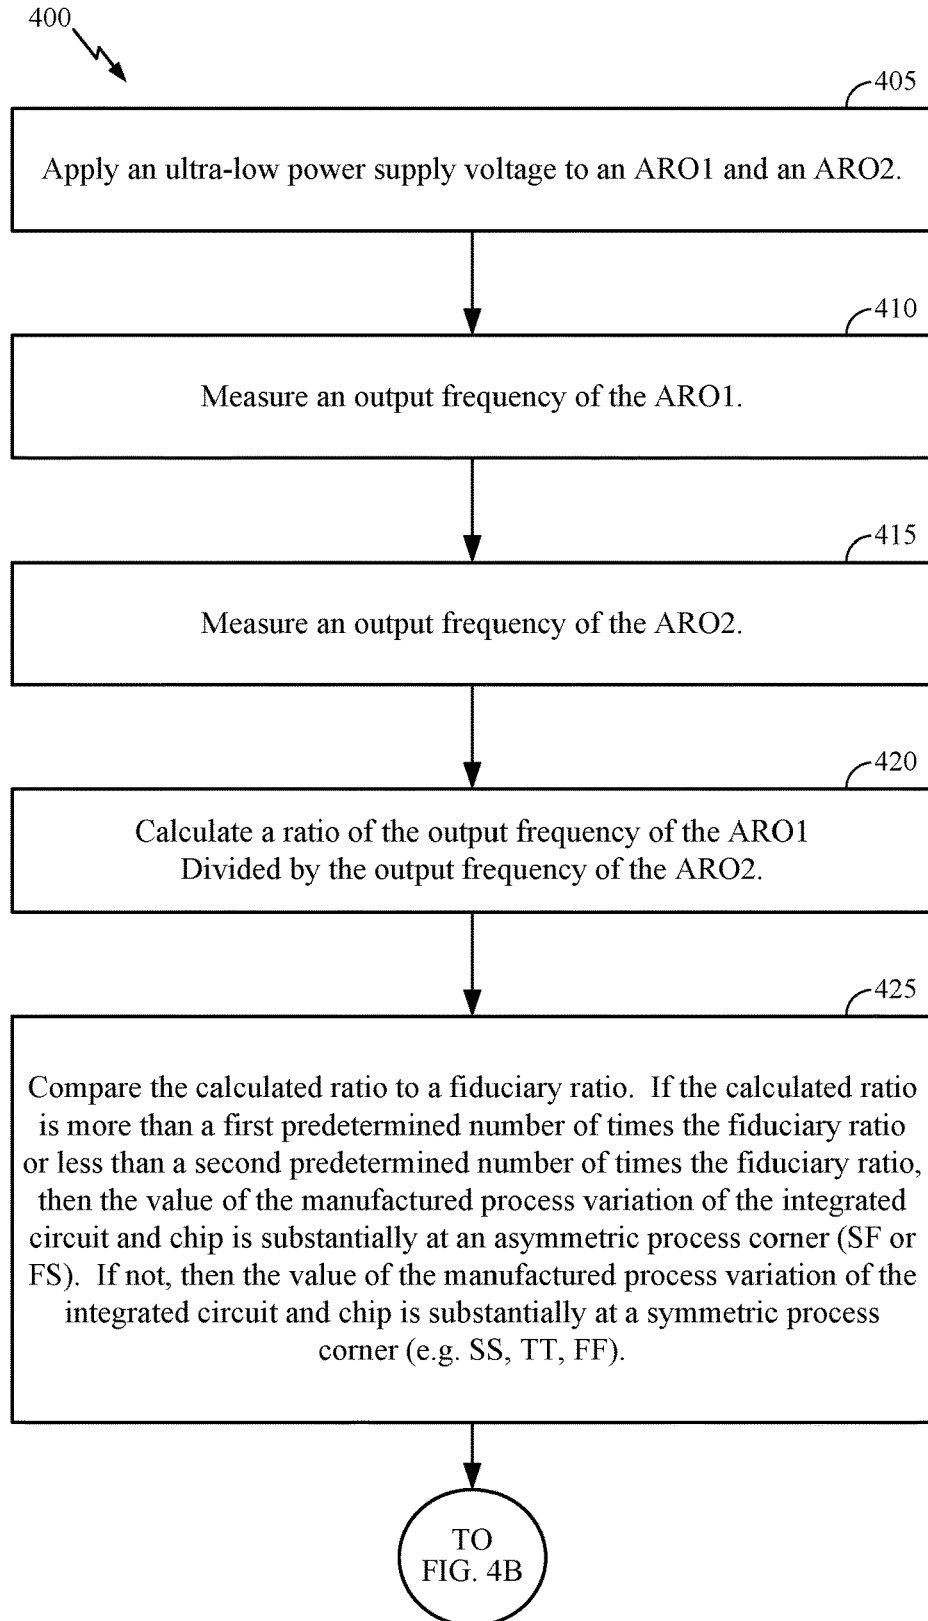 400
405
Apply an ultra-low power supply voltage to an ARO1 and an ARO2.
410
Measure an output frequency of the ARO1.
415
Measure an output frequency of the ARO2.
420
Calculate a ratio of the output frequency of the ARO1
Divided by the output frequency of the ARO2.
425
Compare the calculated ratio to a fiduciary ratio.  If the calculated ratio
is more than a first predetermined number of times the fiduciary ratio
or less than a second predetermined number of times the fiduciary ratio,
then the value of the manufactured process variation of the integrated
circuit and chip is substantially at an asymmetric process corner (SF or
FS).  If not, then the value of the manufactured process variation of the
integrated circuit and chip is substantially at a symmetric process
corner (e.g. SS, TT, FF).
TO
FIG. 4B